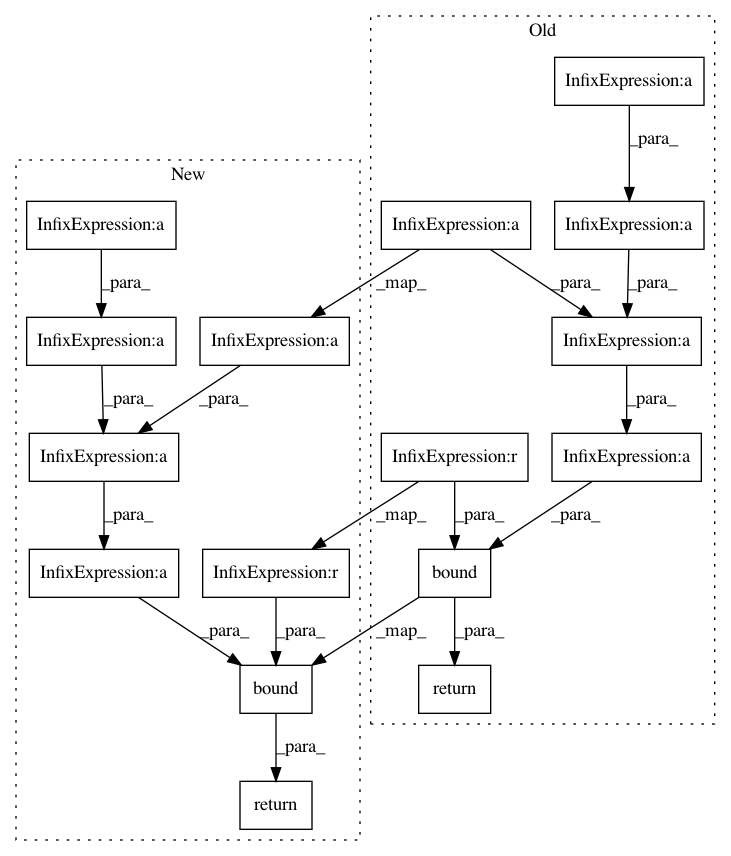 Old
InfixExpression:a
_para_
New
InfixExpression:a
InfixExpression:a
InfixExpression:a
_para_
_map_
_para_
_para_
InfixExpression:a
InfixExpression:a
InfixExpression:a
_para_
_para_
_para_
InfixExpression:a
InfixExpression:r
InfixExpression:a
_para_
_map_
_para_
_para_
InfixExpression:a
InfixExpression:r
bound
_para_
_para_
_map_
_para_
bound
return
_para_
return